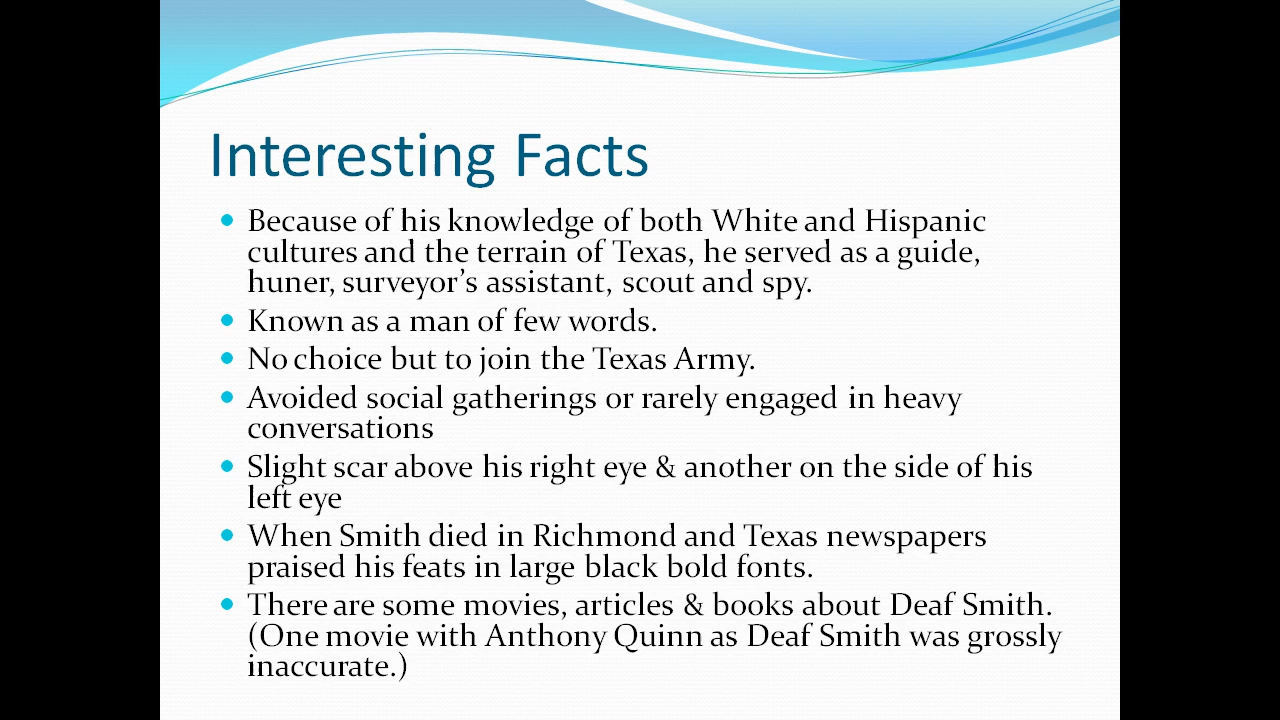 Interesting Facts
Because of his knowledge of both White and Hispanic
cultures and the terrain of Texas, he served as a guide,
huner, surveyor’s assistant, scout and spy.
Known as a man of few words.
No choice but to join the Texas Army.
Avoided social gatherings or rarely engaged in heavy
conversations
Slight scar above his right eye & another on the side of his
left eye
When Smith died in Richmond and Texas newspapers
praised his feats in large black bold fonts.
There are some movies, articles & books about Deaf Smith.
(One movie with Anthony Quinn as Deaf Smith was grossly
inaccurate.)